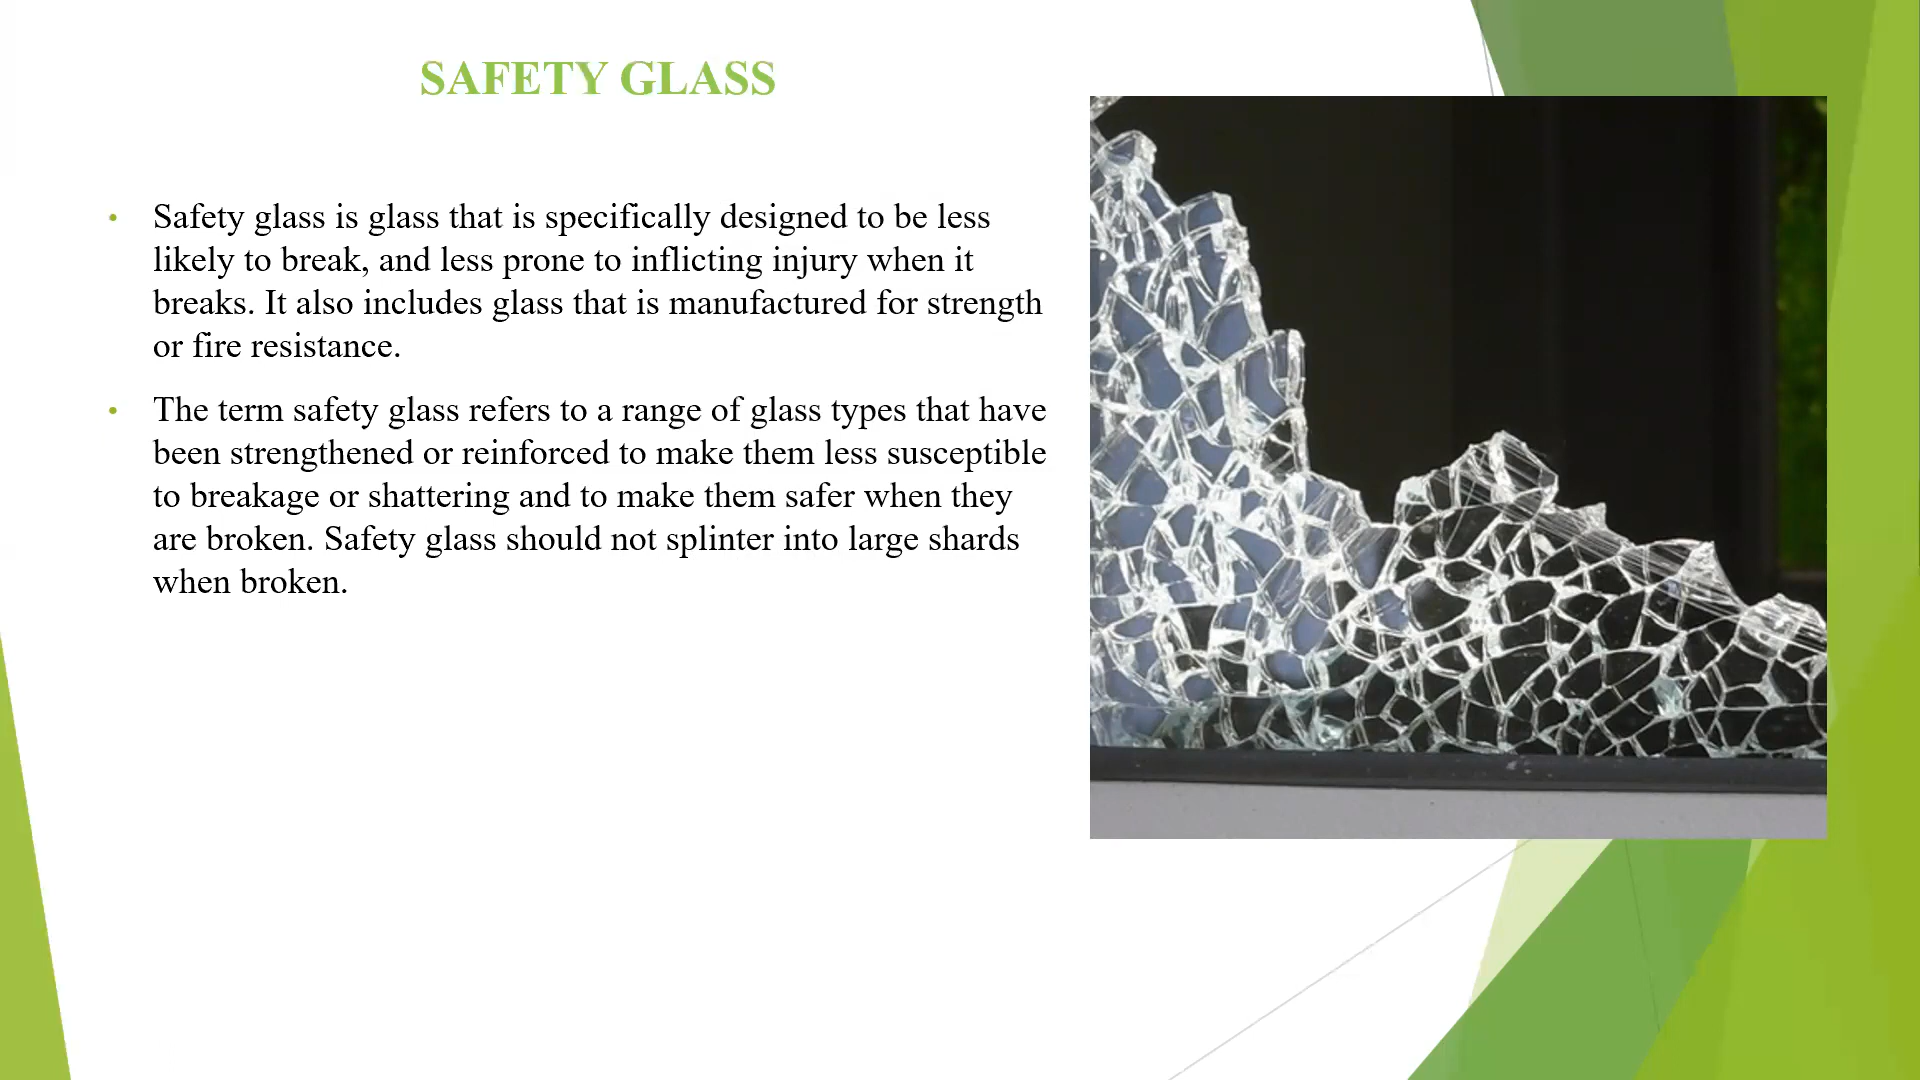 SAFETY GLASS
• Safety glass is glass that is specifically designed to be less
likely to break, and less prone to inflicting injury when it
breaks. It also includes glass that is manufactured for strength
or fire resistance.
• The term safety glass refers to a range of glass types that have
been strengthened or reinforced to make them less susceptible
to breakage or shattering and to make them safer when they
are broken. Safety glass should not splinter into large shards
when broken.